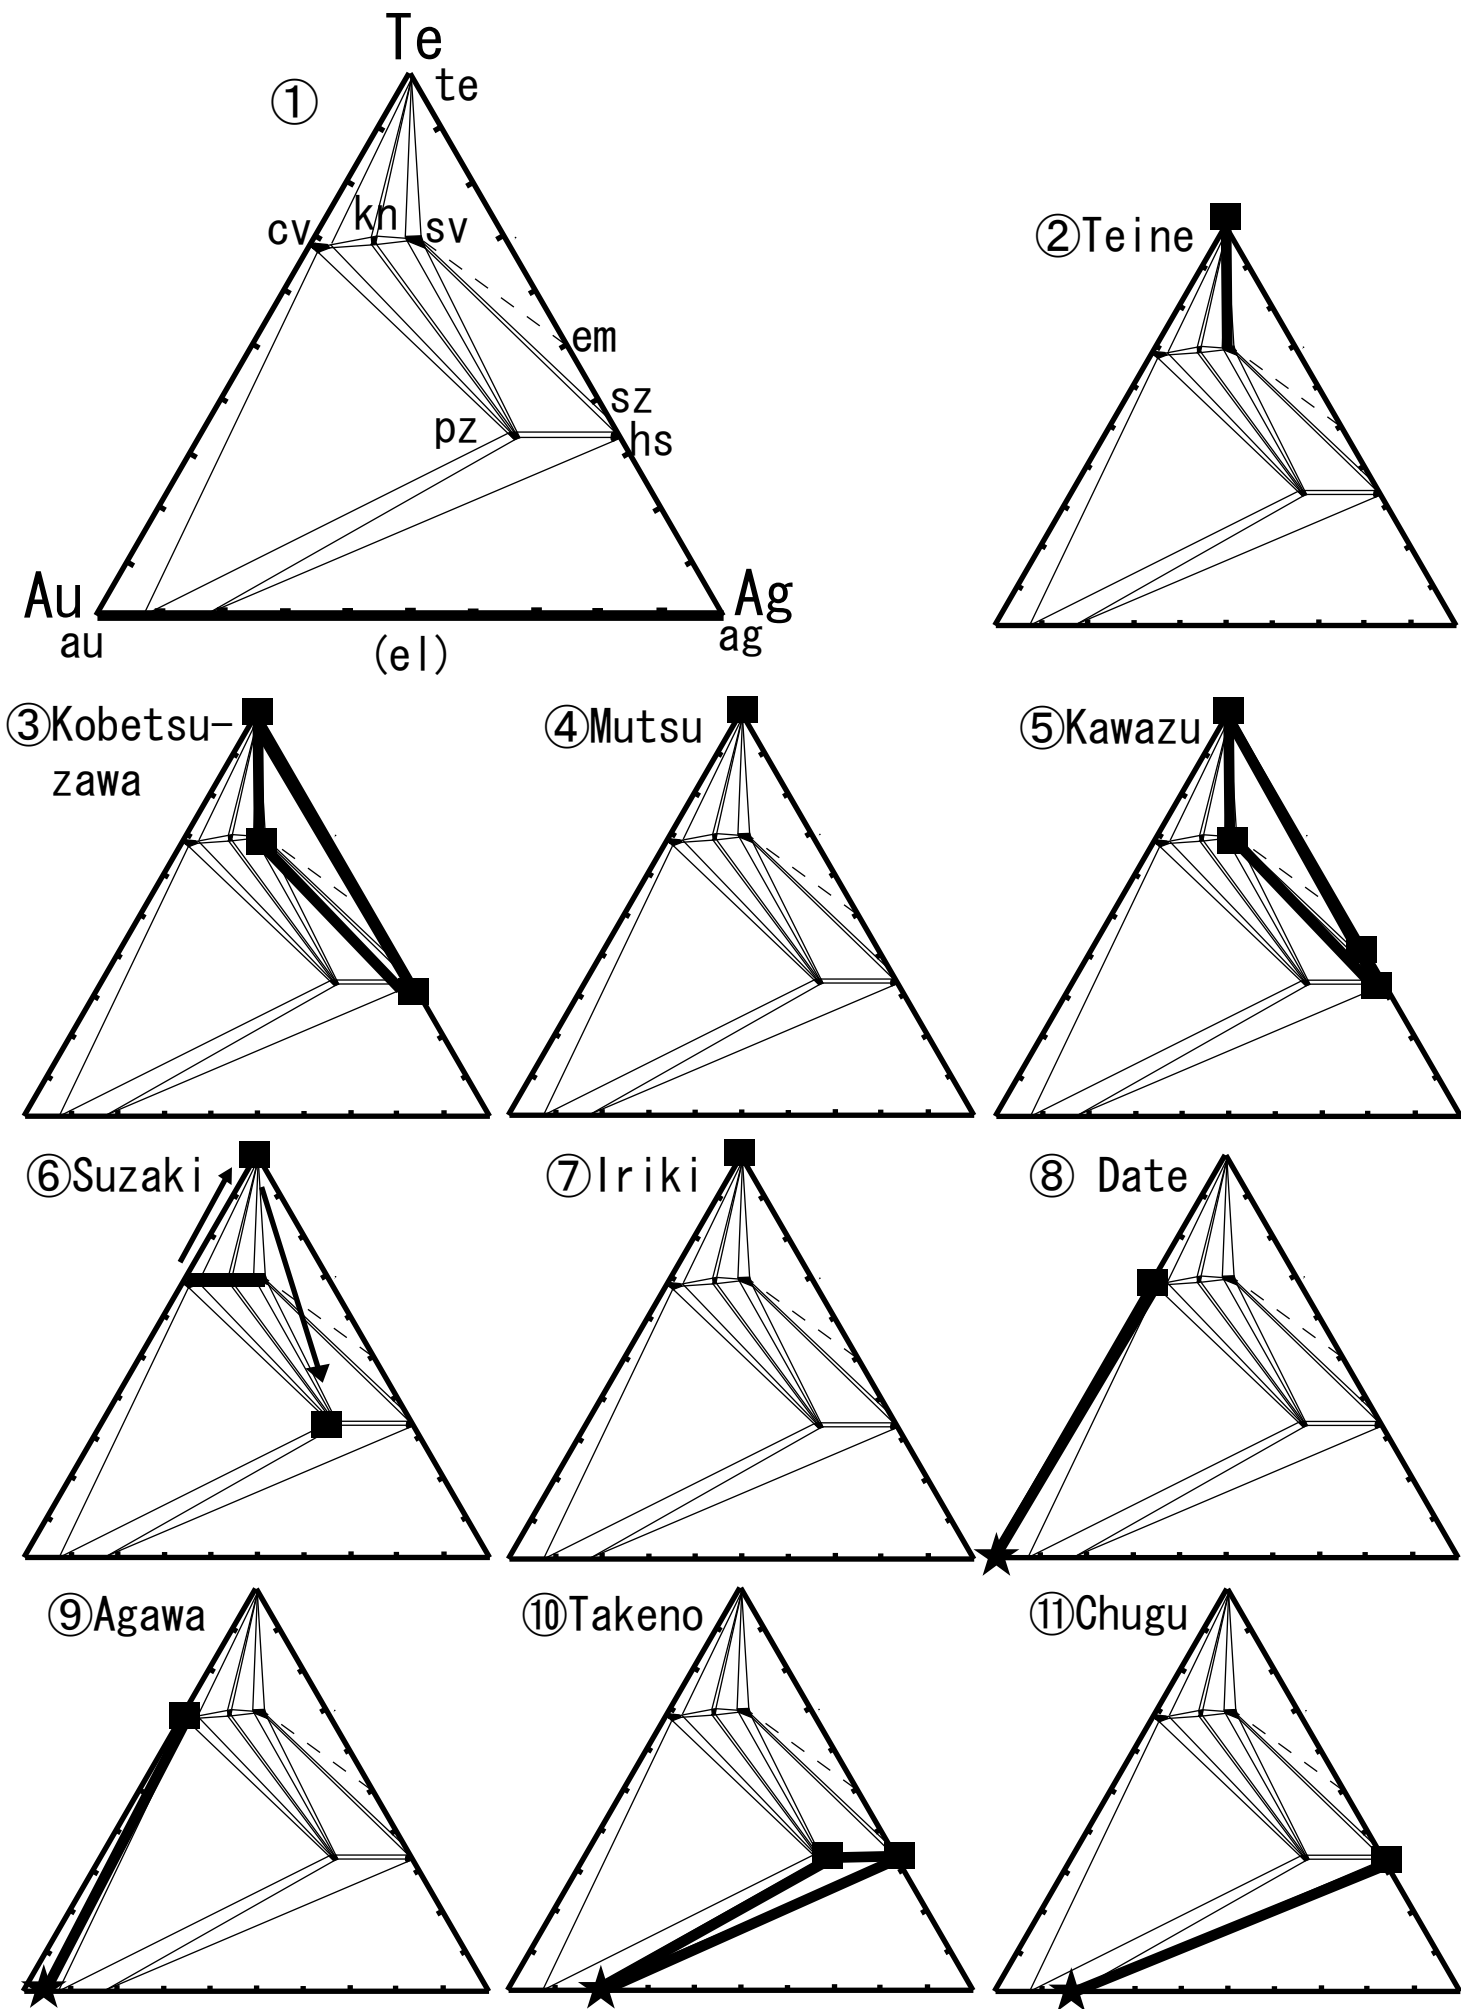 Te
te
①
cv
kn
sv
em
sz
pz
hs
Au
Ag
au
(el)
ag
②Teine
③Kobetsu-
zawa
④Mutsu
⑤Kawazu
⑥Suzaki
⑦Iriki
⑧ Date
⑨Agawa
⑩Takeno
⑪Chugu